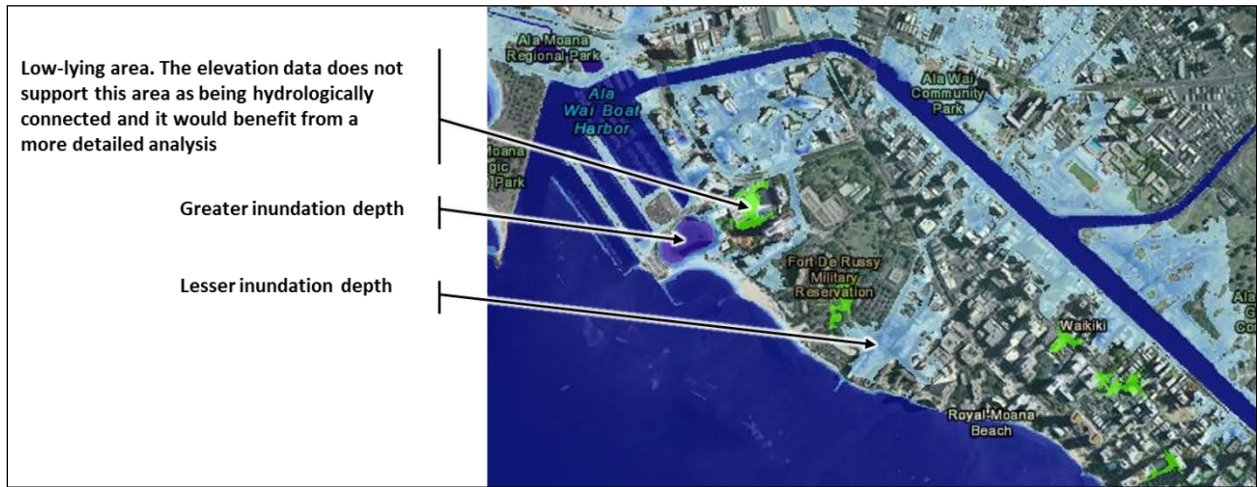 Low-lying area. The elevation data does not
support this area as being hydrologically
connected and it would benefit from a
more detailed analysis
Greater inundation depth
Lesser inundation depth
Ala Moana
Regional Park
Ala
Wai Boat
Harbor
Ala Wai
Community
Park
Park
Fort De Russy
Military
Reservation
Waikiki
Royal-Moana
Beach